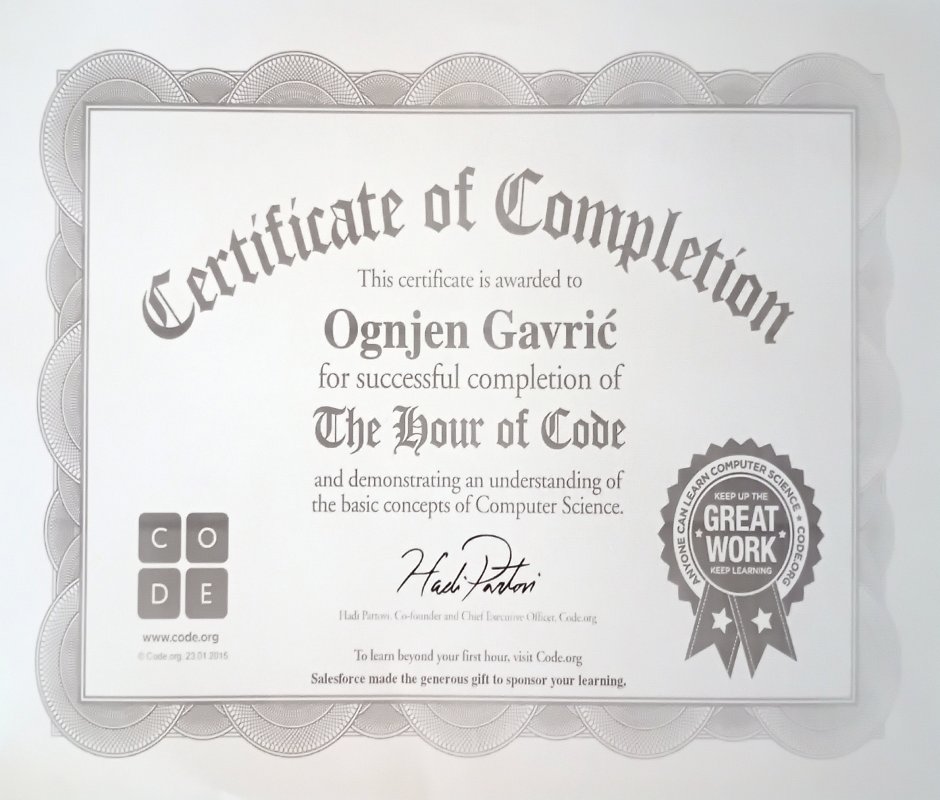 Certificate of Completion
This certificate is awarded to
Ognjen Gavrić
for successful completion of
The Hour of Code
and demonstrating an understanding of
the basic concepts of Computer Science.
Hadi Partovi
Hadi Partovi, Co-founder and Chief Executive Officer, Code.org
To learn beyond your first hour, visit Code.org
Salesforce made the generous gift to sponsor your learning.
C O
D E
www.code.org
© Code.org, 23.01.2015
ANYONE CAN LEARN COMPUTER SCIENCE • CODE.ORG
KEEP UP THE
GREAT
WORK
KEEP LEARNING